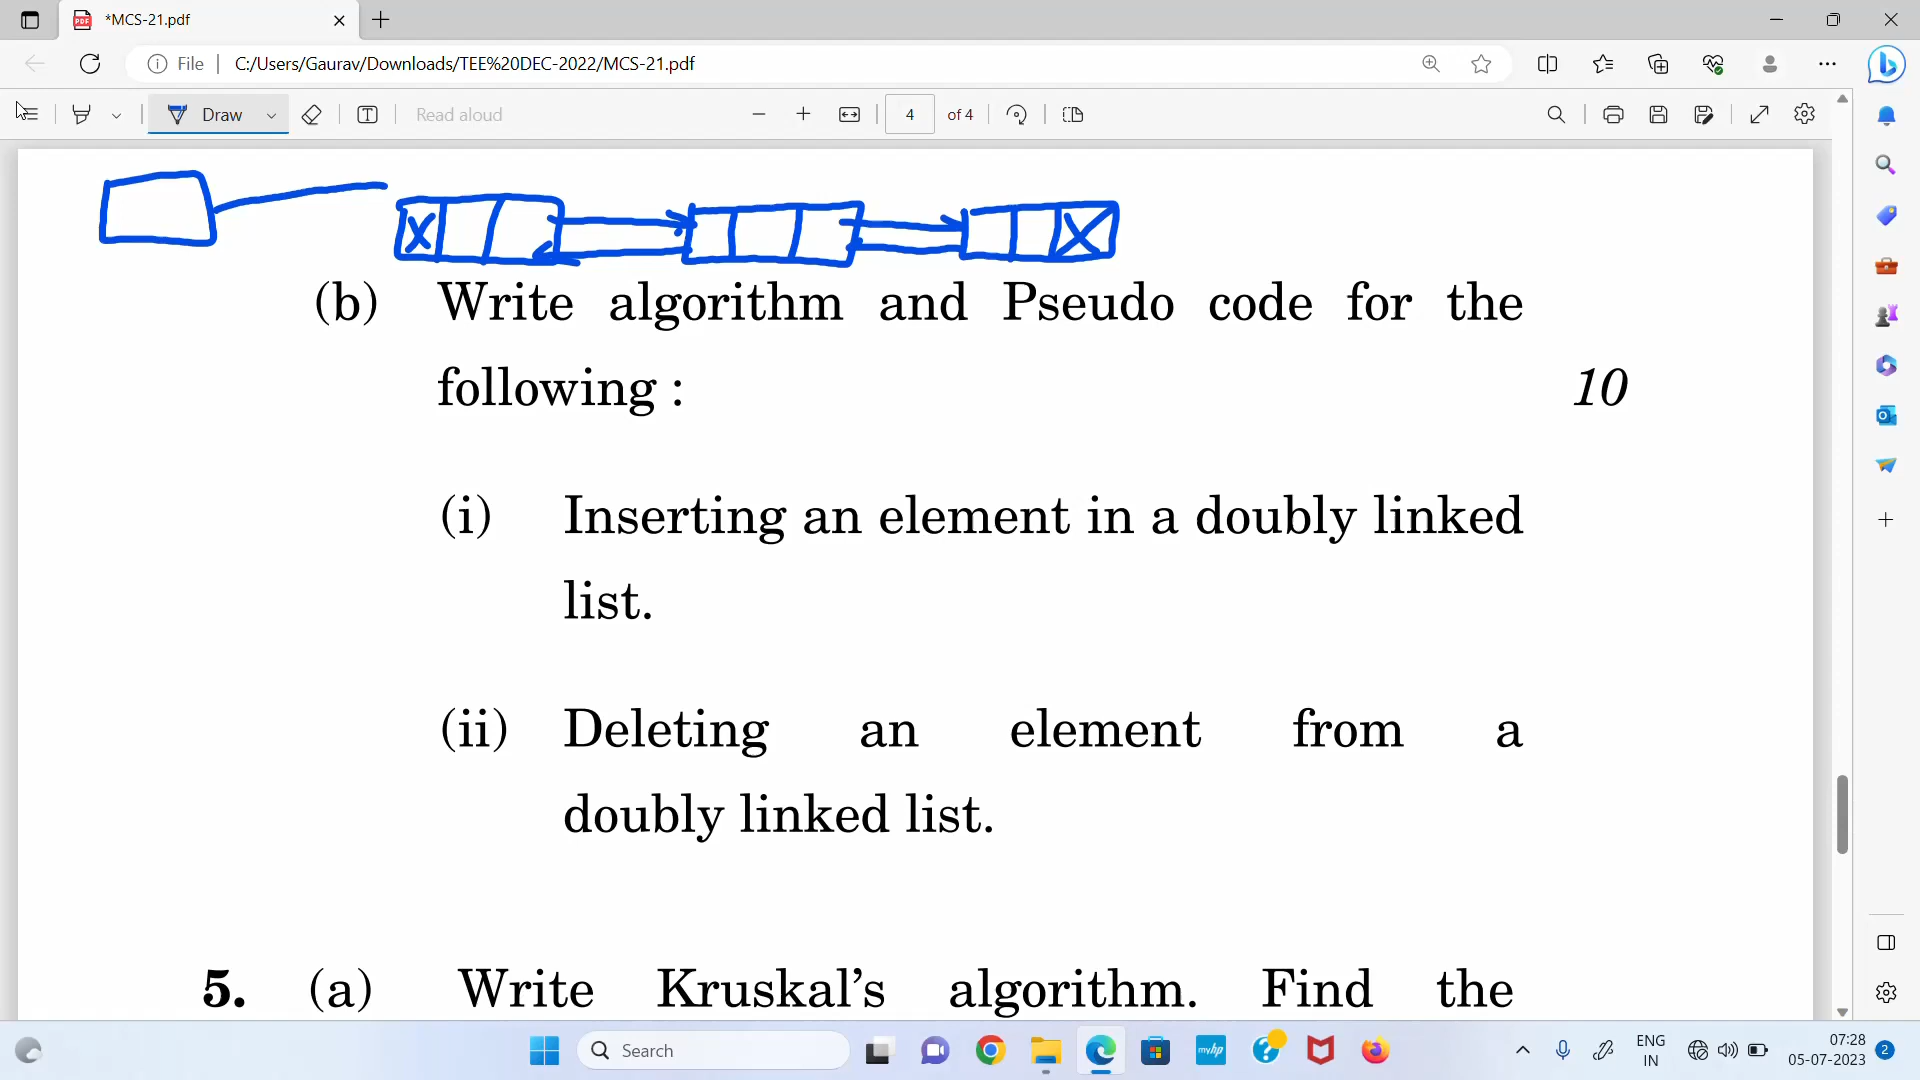 *MCS-21.pdf
File
C:/Users/Gaurav/Downloads/TEE%20DEC-2022/MCS-21.pdf
Draw
Read aloud
4 of 4
X X
(b) Write algorithm and Pseudo code for the
following : 10
(i) Inserting an element in a doubly linked
list.
(ii) Deleting an element from a
doubly linked list.
5. (a) Write Kruskal's algorithm. Find the
Search
myhp
ENG
IN
07:28
05-07-2023
2